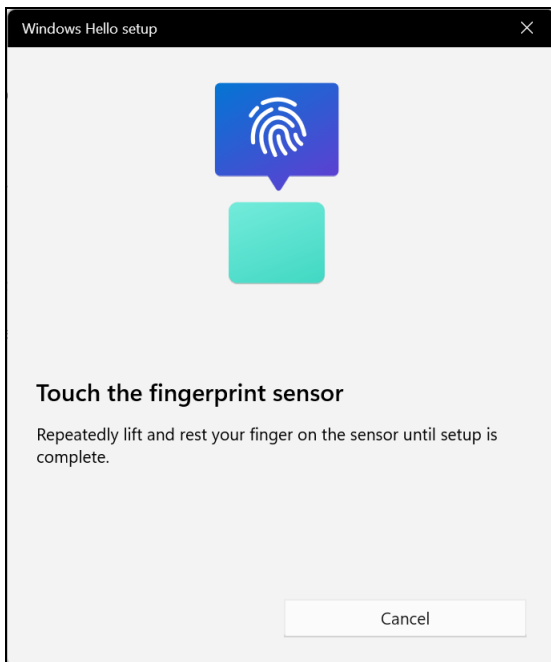 Windows Hello setup
Touch the fingerprint sensor
Repeatedly lift and rest your finger on the sensor until setup is
complete.
Cancel